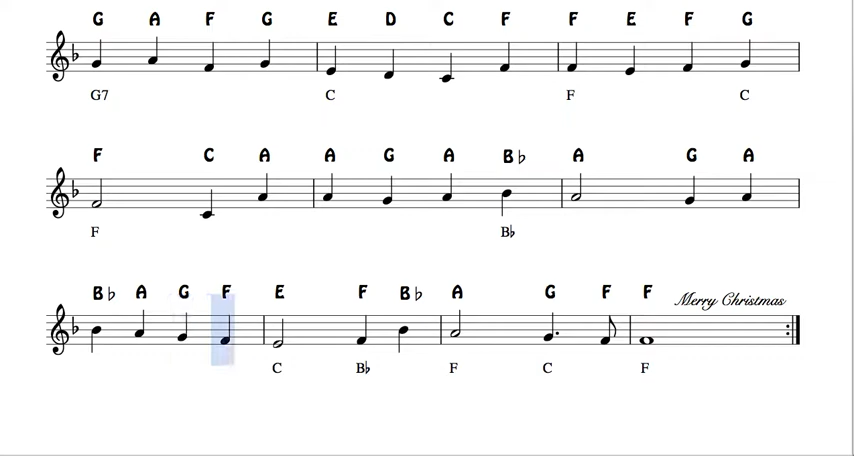 G A F G E D C F F E F G
G7 C F C
F C A A G A B♭ A G A
F B♭
B♭ A G F E F B♭ A G F F Merry Christmas
C B♭ F C F